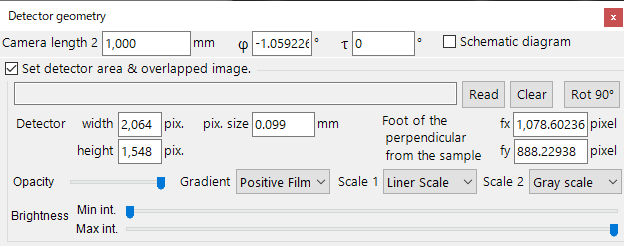 Detector geometry x
Camera length 2 1,000 mm φ -1.059226 ° τ 0 ° Schematic diagram
Set detector area & overlapped image.
Read Clear Rot 90°
Detector width 2,064 pix. pix. size 0.099 mm Foot of the fx 1,078.60236 pixel
perpendicular
height 1,548 pix. from the sample fy 888.22938 pixel
Opacity Gradient Positive Film Scale 1 Liner Scale Scale 2 Gray scale
Brightness Min int.
Max int.